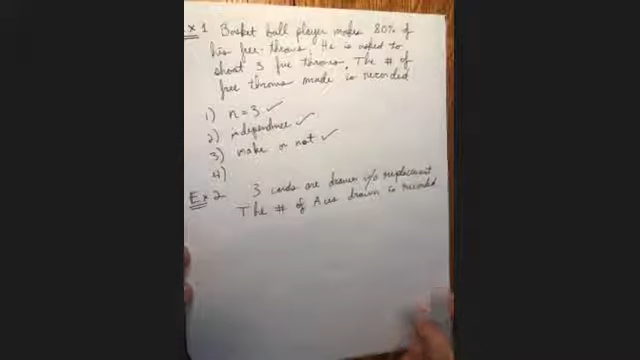 Ex 1 Basket ball player makes 80% of
his free-throws. He is asked to
shoot 3 free throws. The # of
free throws made is recorded
1) n = 3 ✓
2) independence ✓
3) make or not ✓
4)
Ex 2 3 cards are drawn w/o replacement
The # of Aces drawn is recorded